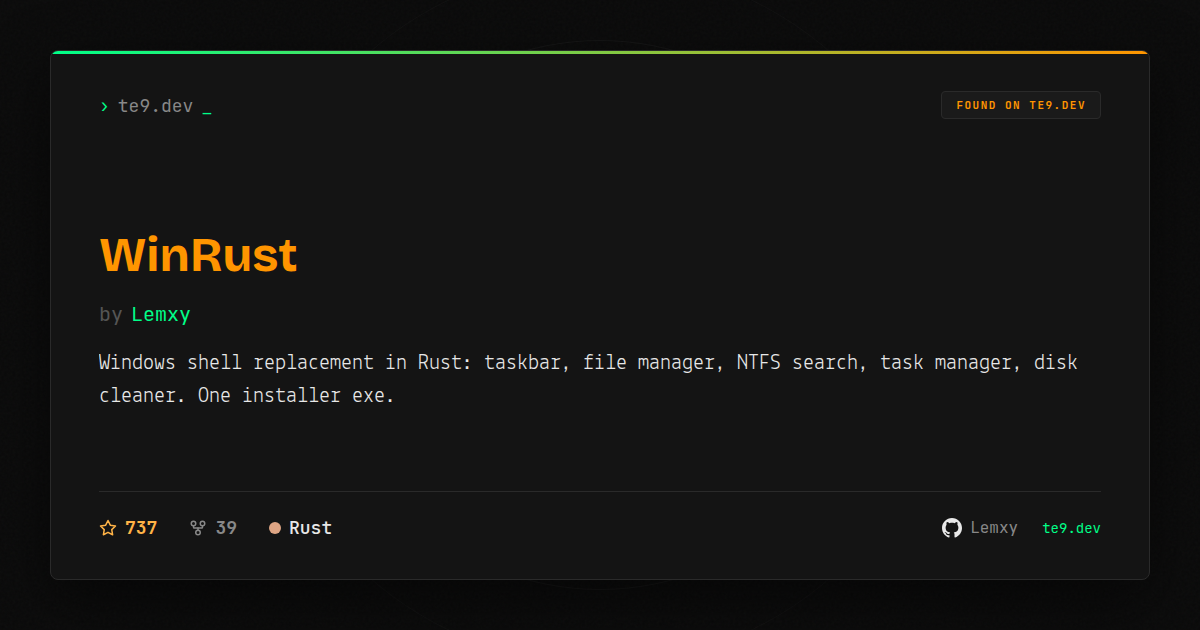 › te9.dev _
FOUND ON TE9.DEV
WinRust
by Lemxy
Windows shell replacement in Rust: taskbar, file manager, NTFS search, task manager, disk
cleaner. One installer exe.
737 39 Rust
Lemxy te9.dev